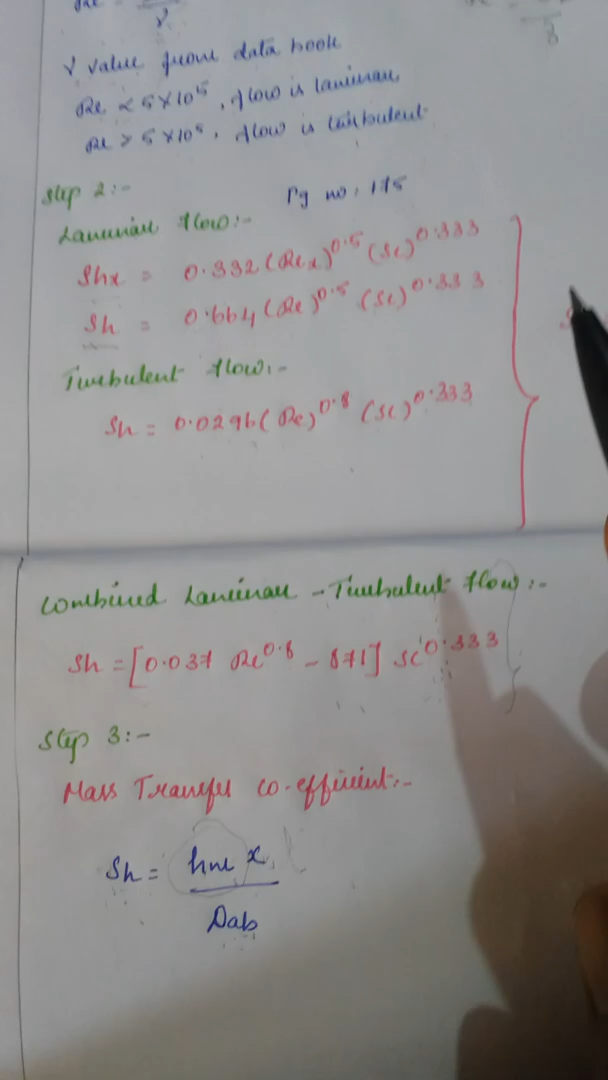 γ
γ value from data book
Re < 5 × 10⁵, flow is laminar
Re > 5 × 10⁵, flow is turbulent
Step 2:- Pg no: 175
Laminar flow:-
Shx = 0.332 (Rex)^0.5 (Sc)^0.333
Sh = 0.664 (Re)^0.5 (Sc)^0.333
Turbulent flow:-
Sh = 0.0296 (Re)^0.8 (Sc)^0.333
Combined Laminar - Turbulent flow:-
Sh = [0.037 Re^0.8 - 871] Sc^0.333
Step 3:-
Mass Transfer co-efficient:-
Sh = hm x
Dab